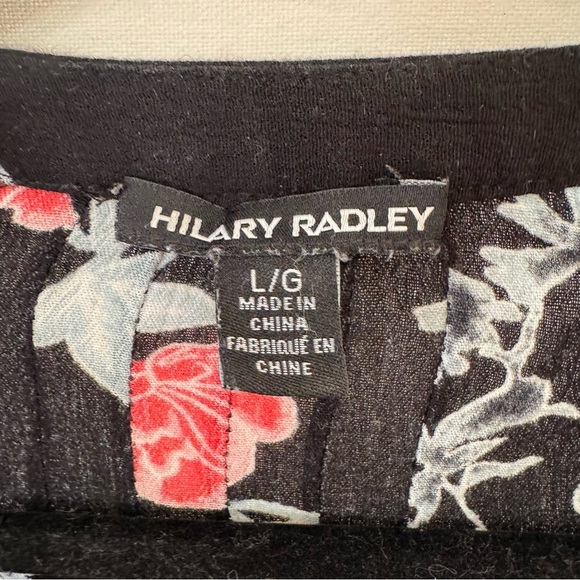 HILARY RADLEY
L/G
MADE IN
CHINA
FABRIQUÉ EN
CHINE